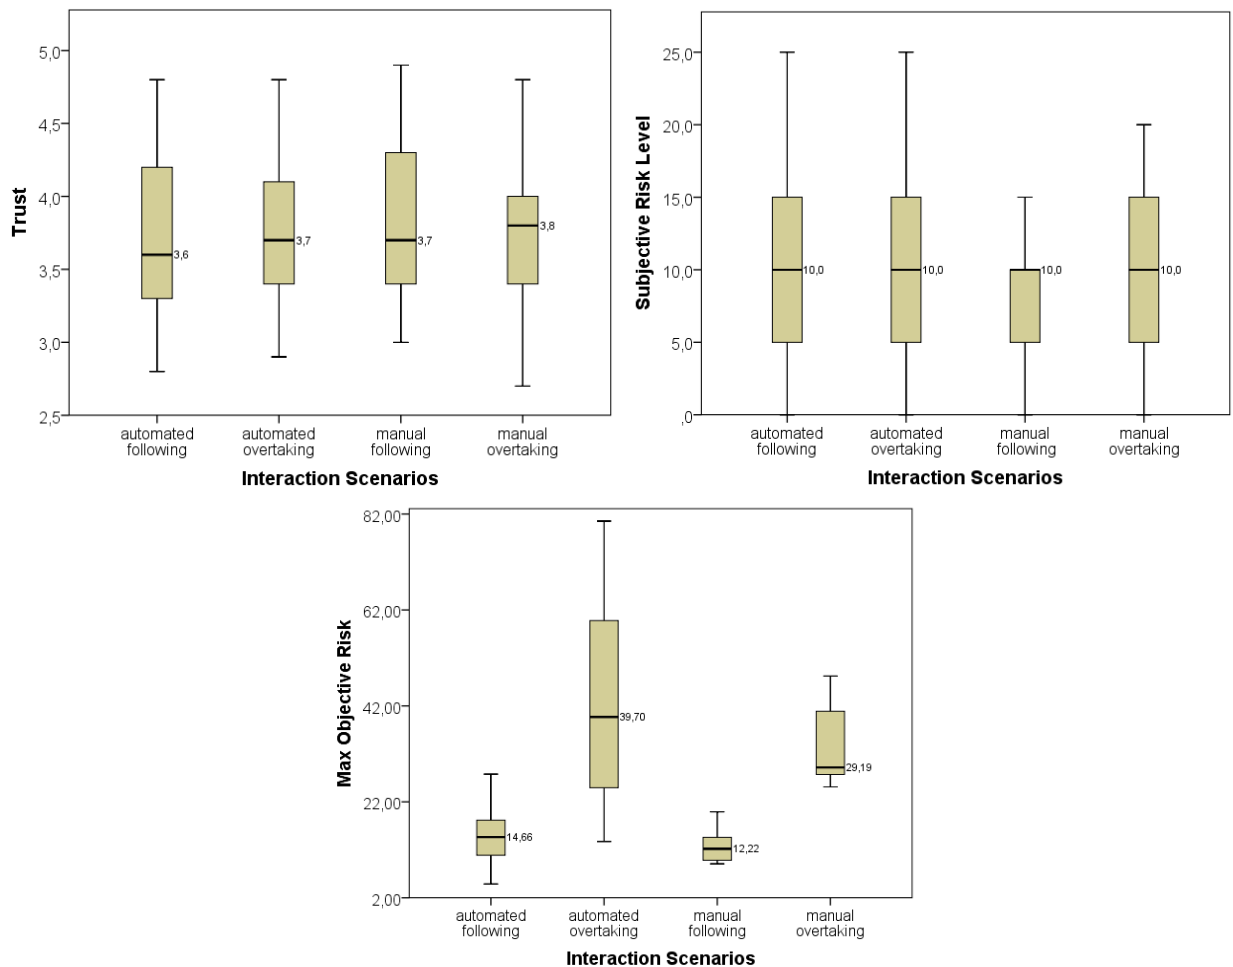 Trust
5,0
4,5
4,0
3,5
3,0
2,5
3,6
3,7
3,7
3,8
automated following
automated overtaking
manual following
manual overtaking
Interaction Scenarios
Subjective Risk Level
25,0
20,0
15,0
10,0
5,0
,0
10,0
10,0
10,0
10,0
automated following
automated overtaking
manual following
manual overtaking
Interaction Scenarios
Max Objective Risk
82,00
62,00
42,00
22,00
2,00
14,66
39,70
12,22
29,19
automated following
automated overtaking
manual following
manual overtaking
Interaction Scenarios